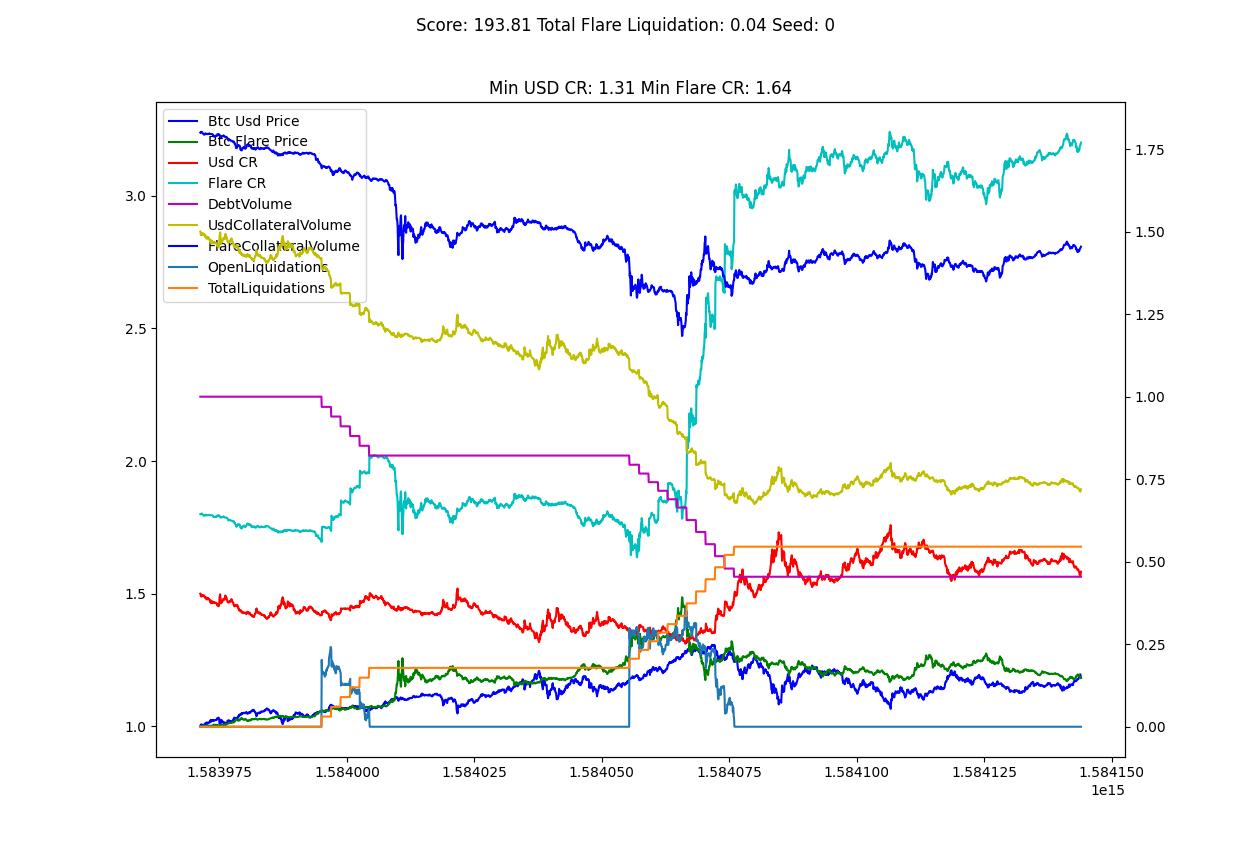 Score: 193.81 Total Flare Liquidation: 0.04 Seed: 0
Min USD CR: 1.31 Min Flare CR: 1.64
Btc Usd Price
Btc Flare Price
Usd CR
Flare CR
DebtVolume
UsdCollateralVolume
FlareCollateralVolume
OpenLiquidations
TotalLiquidations
3.0
2.5
2.0
1.5
1.0
1.75
1.50
1.25
1.00
0.75
0.50
0.25
0.00
1.583975 1.584000 1.584025 1.584050 1.584075 1.584100 1.584125 1.584150
1e15